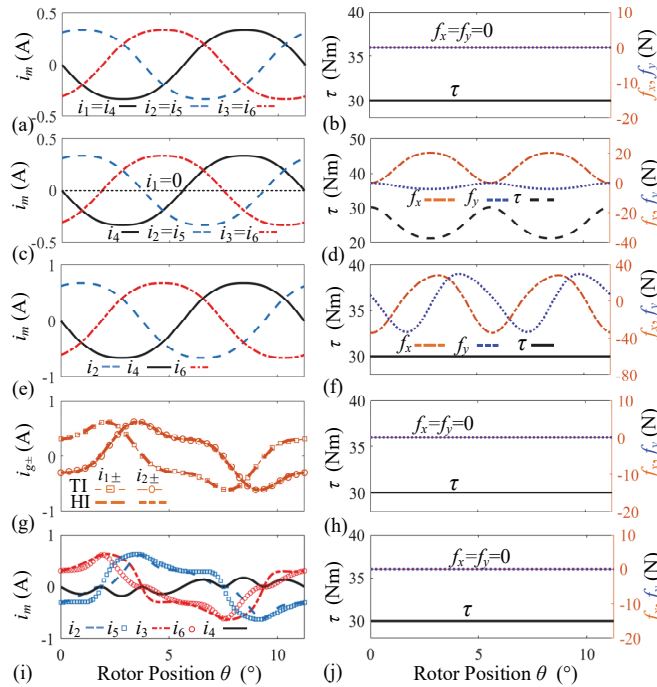 0.5
0
-0.5
i_m (A)
i_1=i_4 i_2=i_5 i_3=i_6
(a)
40
35
30
τ (Nm)
f_x=f_y=0
τ
10
0
-10
-20
f_x, f_y (N)
(b)
0.5
0
-0.5
i_m (A)
i_1=0
i_4 i_2=i_5 i_3=i_6
(c)
50
40
30
20
τ (Nm)
f_x f_y τ
20
0
-20
-40
f_x, f_y (N)
(d)
1
0
-1
i_m (A)
i_2 i_4 i_6
(e)
40
35
30
τ (Nm)
f_x f_y τ
40
0
-40
-80
f_x, f_y (N)
(f)
1
0
-1
i_g± (A)
i_1± i_2±
TI
HI
(g)
40
35
30
τ (Nm)
f_x=f_y=0
τ
10
0
-10
-20
f_x, f_y (N)
(h)
1
0
-1
i_m (A)
i_2 i_5 i_3 i_6 i_4
0 5 10
Rotor Position θ (°)
(i)
40
35
30
τ (Nm)
f_x=f_y=0
τ
10
0
-10
-20
f_x, f_y (N)
0 5 10
Rotor Position θ (°)
(j)